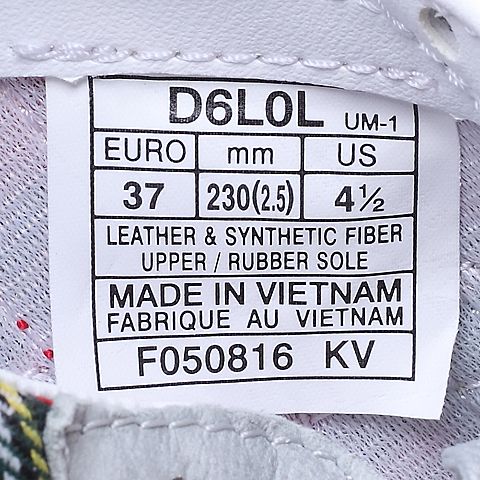 D6L0L UM-1
EURO mm US
37 230(2.5) 4½
LEATHER & SYNTHETIC FIBER
UPPER / RUBBER SOLE
MADE IN VIETNAM
FABRIQUE AU VIETNAM
F050816 KV